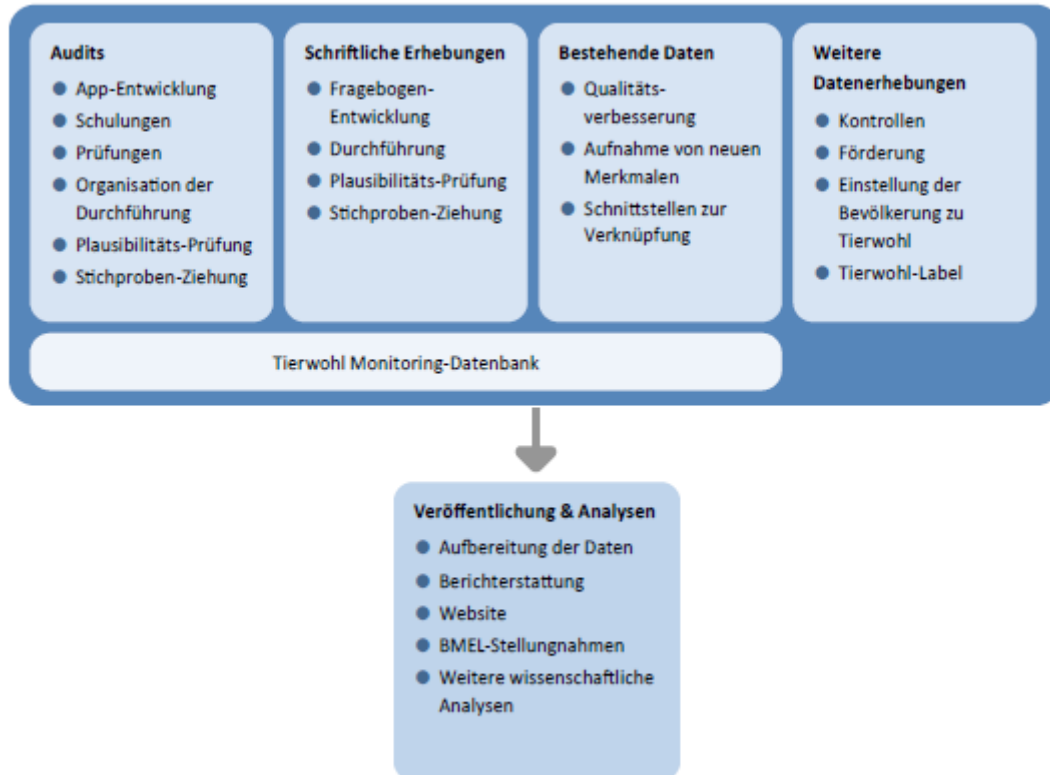 Audits
App-Entwicklung
Schulungen
Prüfungen
Organisation der
Durchführung
Plausibilitäts-Prüfung
Stichproben-Ziehung
Schriftliche Erhebungen
Fragebogen-
Entwicklung
Durchführung
Plausibilitäts-Prüfung
Stichproben-Ziehung
Bestehende Daten
Qualitäts-
verbesserung
Aufnahme von neuen
Merkmalen
Schnittstellen zur
Verknüpfung
Weitere
Datenerhebungen
Kontrollen
Förderung
Einstellung der
Bevölkerung zu
Tierwohl
Tierwohl-Label
Tierwohl Monitoring-Datenbank
Veröffentlichung & Analysen
Aufbereitung der Daten
Berichterstattung
Website
BMEL-Stellungnahmen
Weitere wissenschaftliche
Analysen